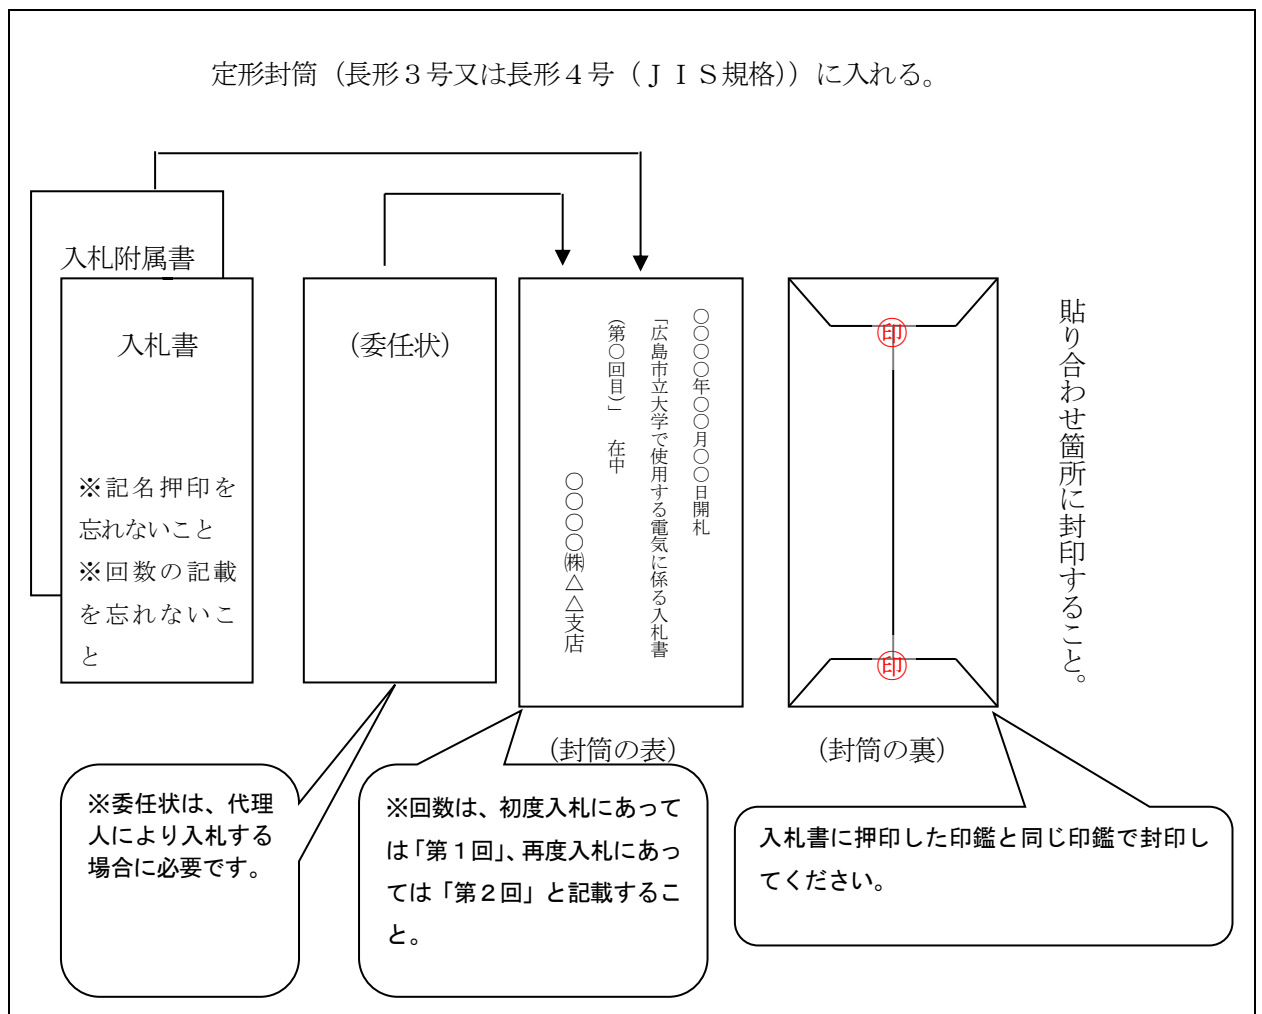 定形封筒（長形３号又は長形４号（ＪＩＳ規格））に入れる。
入札附属書
入札書
※記名押印を
忘れないこと
※回数の記載
を忘れないこ
と
（委任状）
〇〇〇〇年〇〇月〇〇日開札
「広島市立大学で使用する電気に係る入札書
（第〇回目）」　在中
〇〇〇〇㈱△△支店
㊞
㊞
貼り合わせ箇所に封印すること。
（封筒の表）
（封筒の裏）
※委任状は、代理
人により入札する
場合に必要です。
※回数は、初度入札にあって
は「第１回」、再度入札にあっ
ては「第２回」と記載するこ
と。
入札書に押印した印鑑と同じ印鑑で封印し
てください。